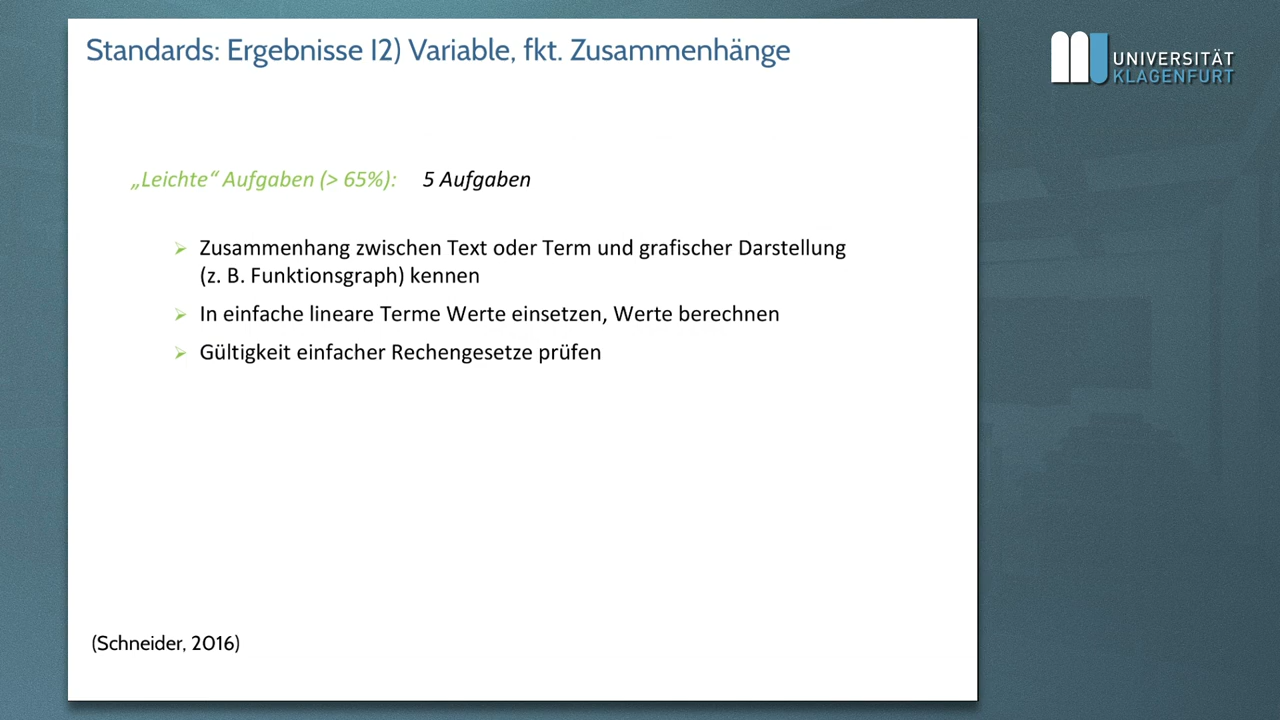 Standards: Ergebnisse I2) Variable, fkt. Zusammenhänge
UNIVERSITÄT
KLAGENFURT
„Leichte“ Aufgaben (> 65%): 5 Aufgaben
Zusammenhang zwischen Text oder Term und grafischer Darstellung
(z. B. Funktionsgraph) kennen
In einfache lineare Terme Werte einsetzen, Werte berechnen
Gültigkeit einfacher Rechengesetze prüfen
(Schneider, 2016)